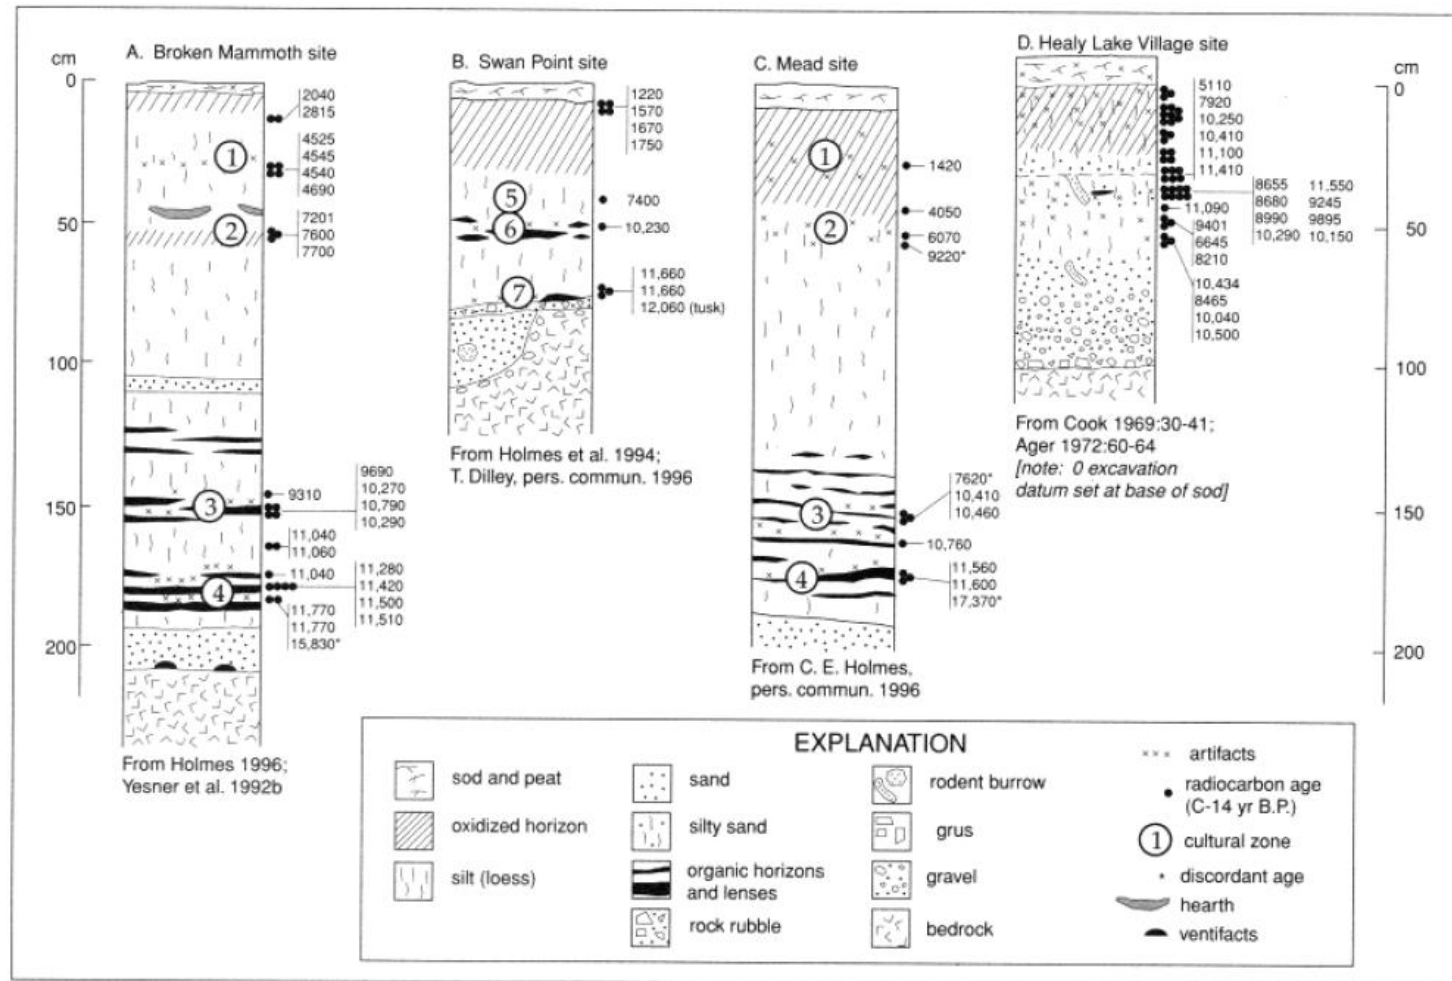 A. Broken Mammoth site
cm
0
50
100
150
200
2040
2815
4525
4545
4540
4690
7201
7600
7700
9310
9690
10,270
10,790
10,290
11,040
11,060
11,040
11,280
11,420
11,500
11,510
11,770
11,770
15,830*
1
2
3
4
From Holmes 1996;
Yesner et al. 1992b
B. Swan Point site
1220
1570
1670
1750
7400
10,230
11,660
11,660
12,060 (tusk)
5
6
7
From Holmes et al. 1994;
T. Dilley, pers. commun. 1996
C. Mead site
1420
4050
6070
9220*
7620*
10,410
10,460
10,760
11,560
11,600
17,370*
1
2
3
4
From C. E. Holmes,
pers. commun. 1996
D. Healy Lake Village site
cm
0
50
100
150
200
5110
7920
10,250
10,410
11,100
11,410
8655 11,550
8680 9245
8990 9895
10,290 10,150
11,090
9401
6645
8210
10,434
8465
10,040
10,500
From Cook 1969:30-41;
Ager 1972:60-64
[note: 0 excavation
datum set at base of sod]
EXPLANATION
sod and peat
oxidized horizon
silt (loess)
sand
silty sand
organic horizons
and lenses
rock rubble
rodent burrow
grus
gravel
bedrock
××× artifacts
radiocarbon age
(C-14 yr B.P.)
1 cultural zone
* discordant age
hearth
ventifacts